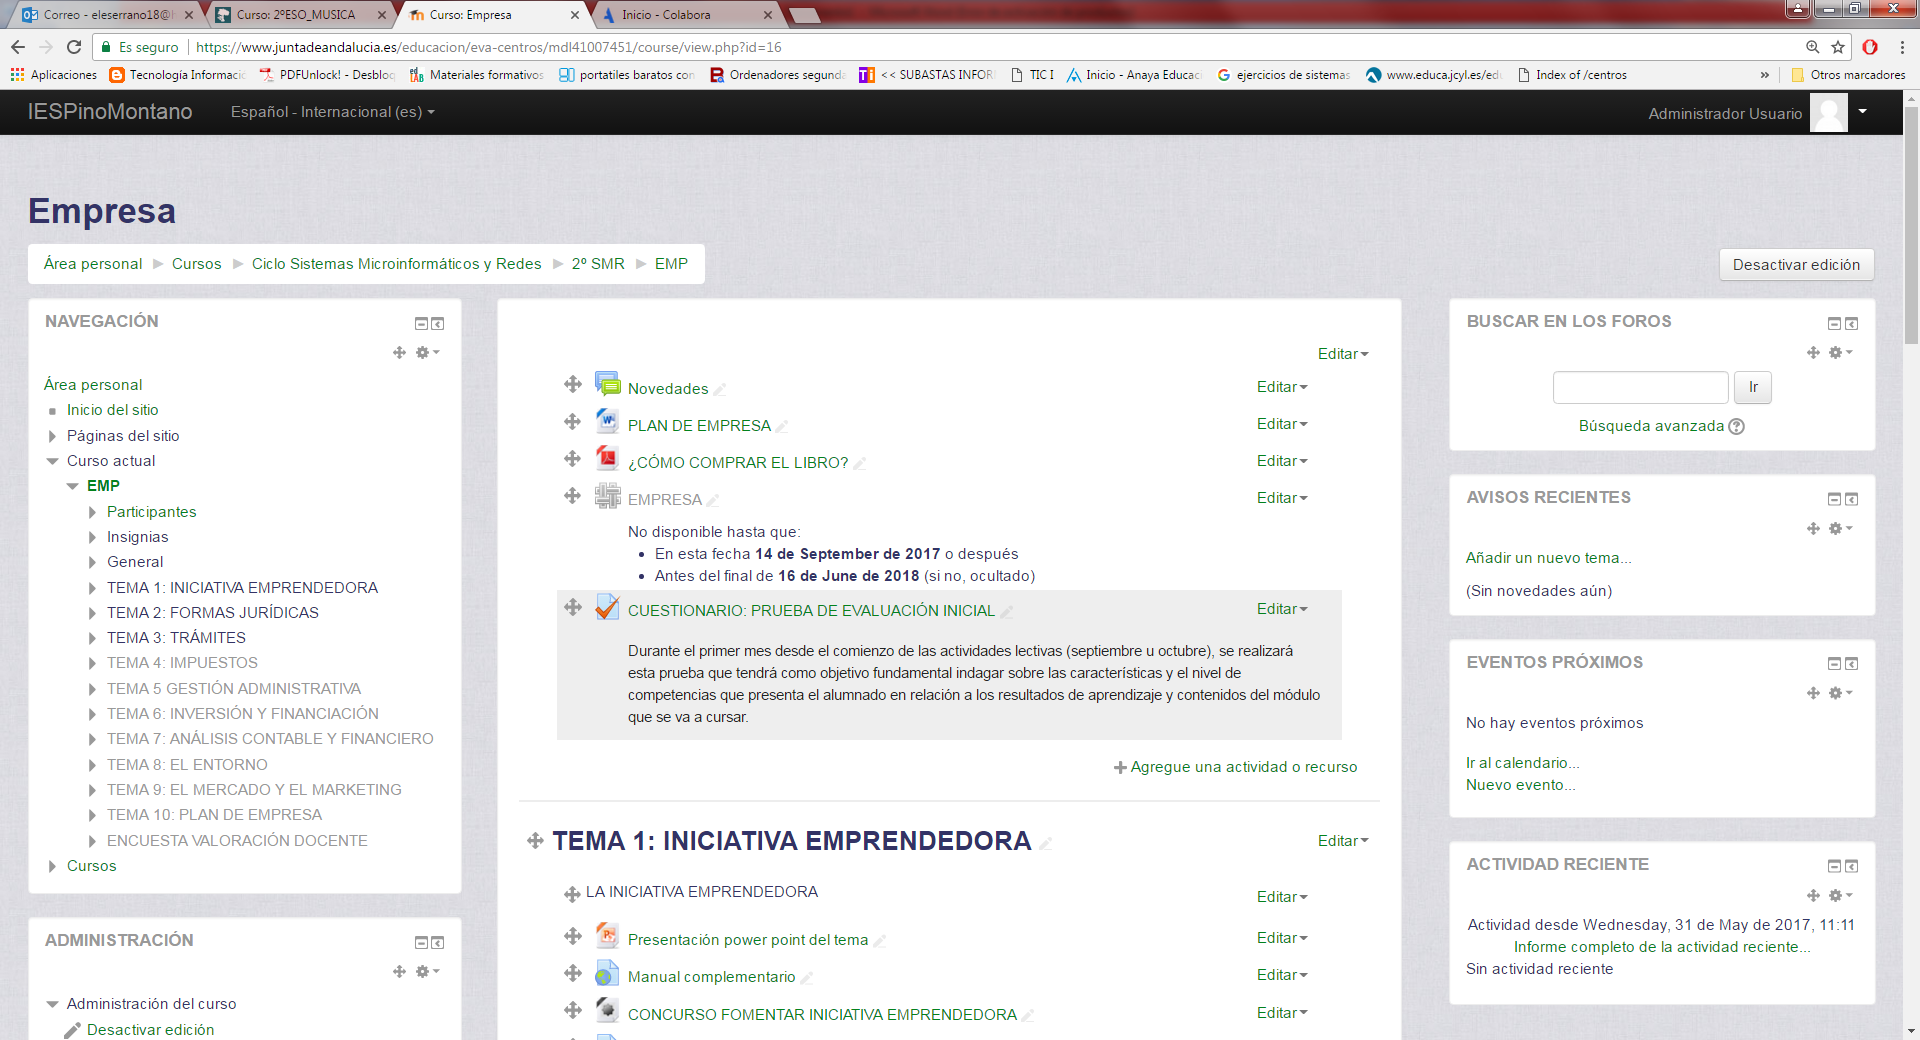 Correo - eleserrano18@h
Curso: 2ºESO_MUSICA
Curso: Empresa
Inicio - Colabora
Es seguro
https://www.juntadeandalucia.es/educacion/eva-centros/mdl41007451/course/view.php?id=16
Aplicaciones
Tecnología Informaci
PDFUnlock! - Desbloq
Materiales formativos
portatiles baratos con
Ordenadores segunda
<< SUBASTAS INFOR
TIC I
Inicio - Anaya Educac
ejercicios de sistemas
www.educa.jcyl.es/edu
Index of /centros
»
Otros marcadores
IESPinoMontano
Español - Internacional (es)
Administrador Usuario
Empresa
Área personal
Cursos
Ciclo Sistemas Microinformáticos y Redes
2º SMR
EMP
Desactivar edición
NAVEGACIÓN
Área personal
Inicio del sitio
Páginas del sitio
Curso actual
EMP
Participantes
Insignias
General
TEMA 1: INICIATIVA EMPRENDEDORA
TEMA 2: FORMAS JURÍDICAS
TEMA 3: TRÁMITES
TEMA 4: IMPUESTOS
TEMA 5 GESTIÓN ADMINISTRATIVA
TEMA 6: INVERSIÓN Y FINANCIACIÓN
TEMA 7: ANÁLISIS CONTABLE Y FINANCIERO
TEMA 8: EL ENTORNO
TEMA 9: EL MERCADO Y EL MARKETING
TEMA 10: PLAN DE EMPRESA
ENCUESTA VALORACIÓN DOCENTE
Cursos
ADMINISTRACIÓN
Administración del curso
Desactivar edición
Editar
Novedades
Editar
PLAN DE EMPRESA
Editar
¿CÓMO COMPRAR EL LIBRO?
Editar
EMPRESA
Editar
No disponible hasta que:
• En esta fecha 14 de September de 2017 o después
• Antes del final de 16 de June de 2018 (si no, ocultado)
CUESTIONARIO: PRUEBA DE EVALUACIÓN INICIAL
Editar
Durante el primer mes desde el comienzo de las actividades lectivas (septiembre u octubre), se realizará
esta prueba que tendrá como objetivo fundamental indagar sobre las características y el nivel de
competencias que presenta el alumnado en relación a los resultados de aprendizaje y contenidos del módulo
que se va a cursar.
Agregue una actividad o recurso
TEMA 1: INICIATIVA EMPRENDEDORA
Editar
LA INICIATIVA EMPRENDEDORA
Editar
Presentación power point del tema
Editar
Manual complementario
Editar
CONCURSO FOMENTAR INICIATIVA EMPRENDEDORA
Editar
BUSCAR EN LOS FOROS
Ir
Búsqueda avanzada
AVISOS RECIENTES
Añadir un nuevo tema...
(Sin novedades aún)
EVENTOS PRÓXIMOS
No hay eventos próximos
Ir al calendario...
Nuevo evento...
ACTIVIDAD RECIENTE
Actividad desde Wednesday, 31 de May de 2017, 11:11
Informe completo de la actividad reciente...
Sin actividad reciente